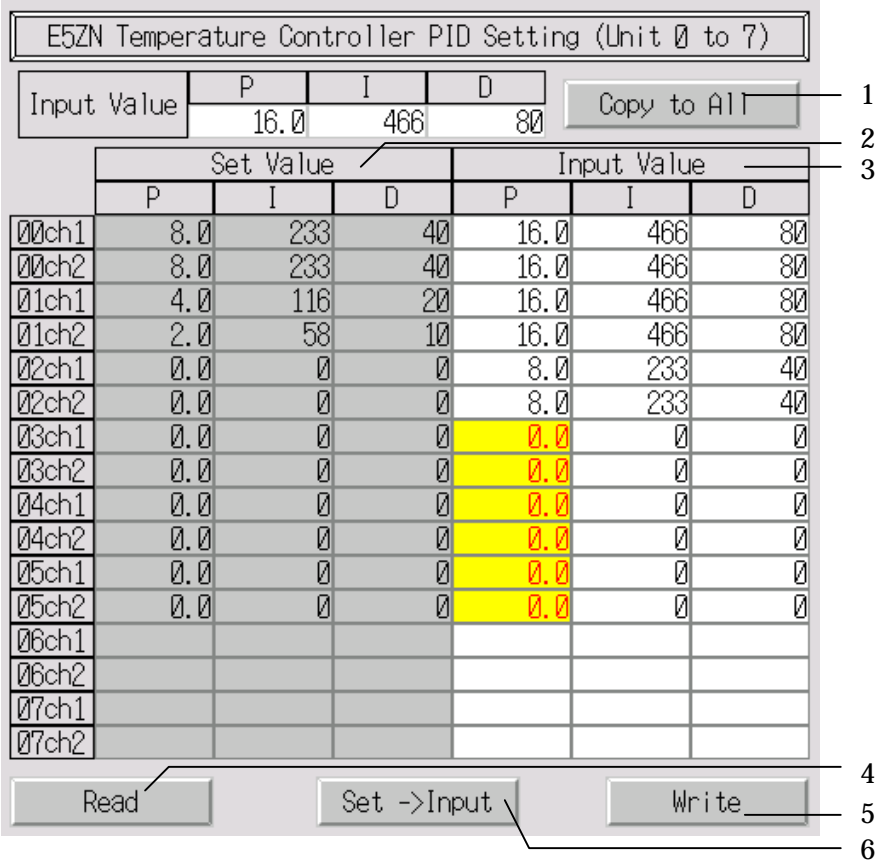 E5ZN Temperature Controller PID Setting (Unit 0 to 7)
Input Value P I D Copy to All 1
16.0 466 80
Set Value Input Value 2 3
P I D P I D
00ch1 8.0 233 40 16.0 466 80
00ch2 8.0 233 40 16.0 466 80
01ch1 4.0 116 20 16.0 466 80
01ch2 2.0 58 10 16.0 466 80
02ch1 0.0 0 0 8.0 233 40
02ch2 0.0 0 0 8.0 233 40
03ch1 0.0 0 0 0.0 0 0
03ch2 0.0 0 0 0.0 0 0
04ch1 0.0 0 0 0.0 0 0
04ch2 0.0 0 0 0.0 0 0
05ch1 0.0 0 0 0.0 0 0
05ch2 0.0 0 0 0.0 0 0
06ch1
06ch2
07ch1
07ch2
Read Set ->Input Write 4
5
6